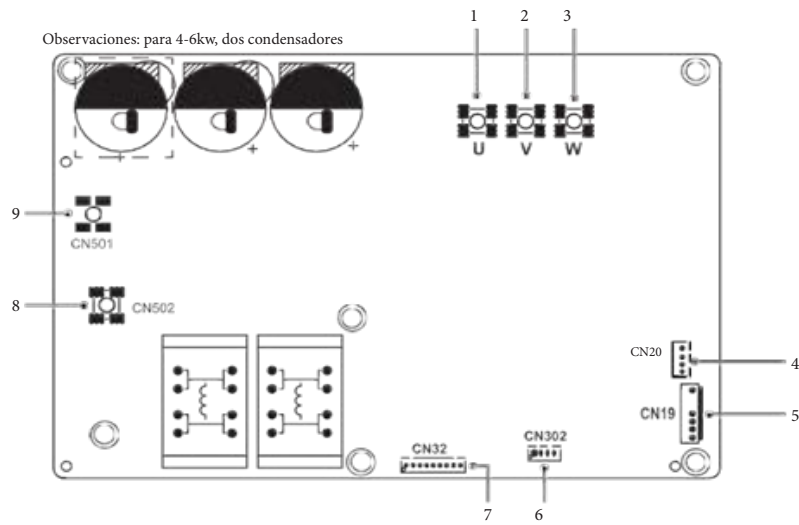 1 2 3
Observaciones: para 4-6kw, dos condensadores
+ + +
U V W
9
CN501
8 CN502
CN20
4
CN19 5
CN302
CN32
7 6